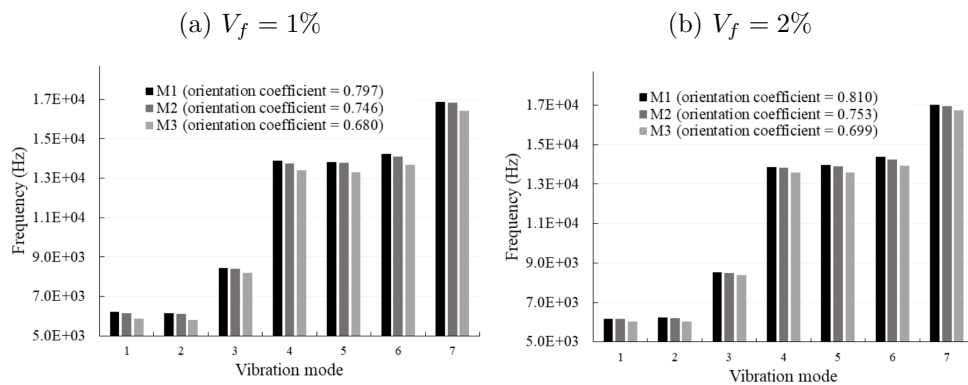 (a) V_f = 1%
M1 (orientation coefficient = 0.797)
M2 (orientation coefficient = 0.746)
M3 (orientation coefficient = 0.680)
1.7E+04
1.5E+04
1.3E+04
1.1E+04
9.0E+03
7.0E+03
5.0E+03
Frequency (Hz)
1 2 3 4 5 6 7
Vibration mode
(b) V_f = 2%
M1 (orientation coefficient = 0.810)
M2 (orientation coefficient = 0.753)
M3 (orientation coefficient = 0.699)
1.7E+04
1.5E+04
1.3E+04
1.1E+04
9.0E+03
7.0E+03
5.0E+03
Frequency (Hz)
1 2 3 4 5 6 7
Vibration mode